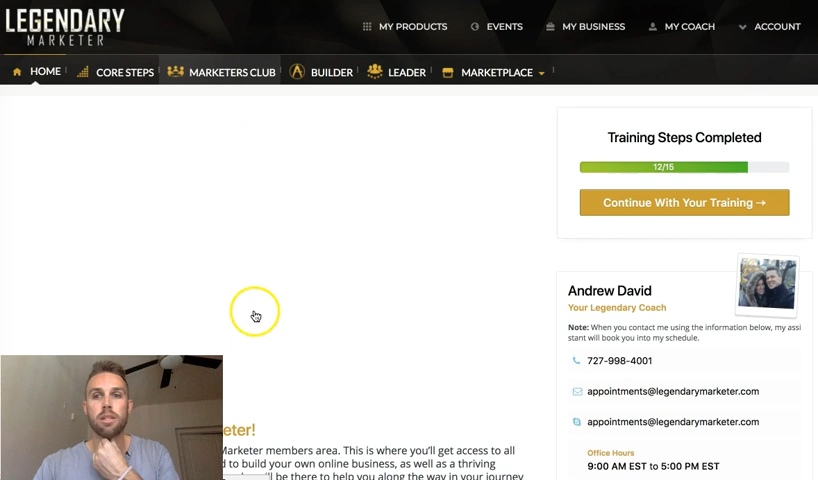 LEGENDARY
MARKETER
MY PRODUCTS
EVENTS
MY BUSINESS
MY COACH
ACCOUNT
HOME
CORE STEPS
MARKETERS CLUB
BUILDER
LEADER
MARKETPLACE
Training Steps Completed
12/15
Continue With Your Training →
Andrew David
Your Legendary Coach
Note: When you contact me using the information below, my assi
stant will book you into my schedule.
727-998-4001
appointments@legendarymarketer.com
appointments@legendarymarketer.com
Office Hours
9:00 AM EST to 5:00 PM EST
eter!
Marketer members area. This is where you'll get access to all
d to build your own online business, as well as a thriving
be there to help you along the way in your journey